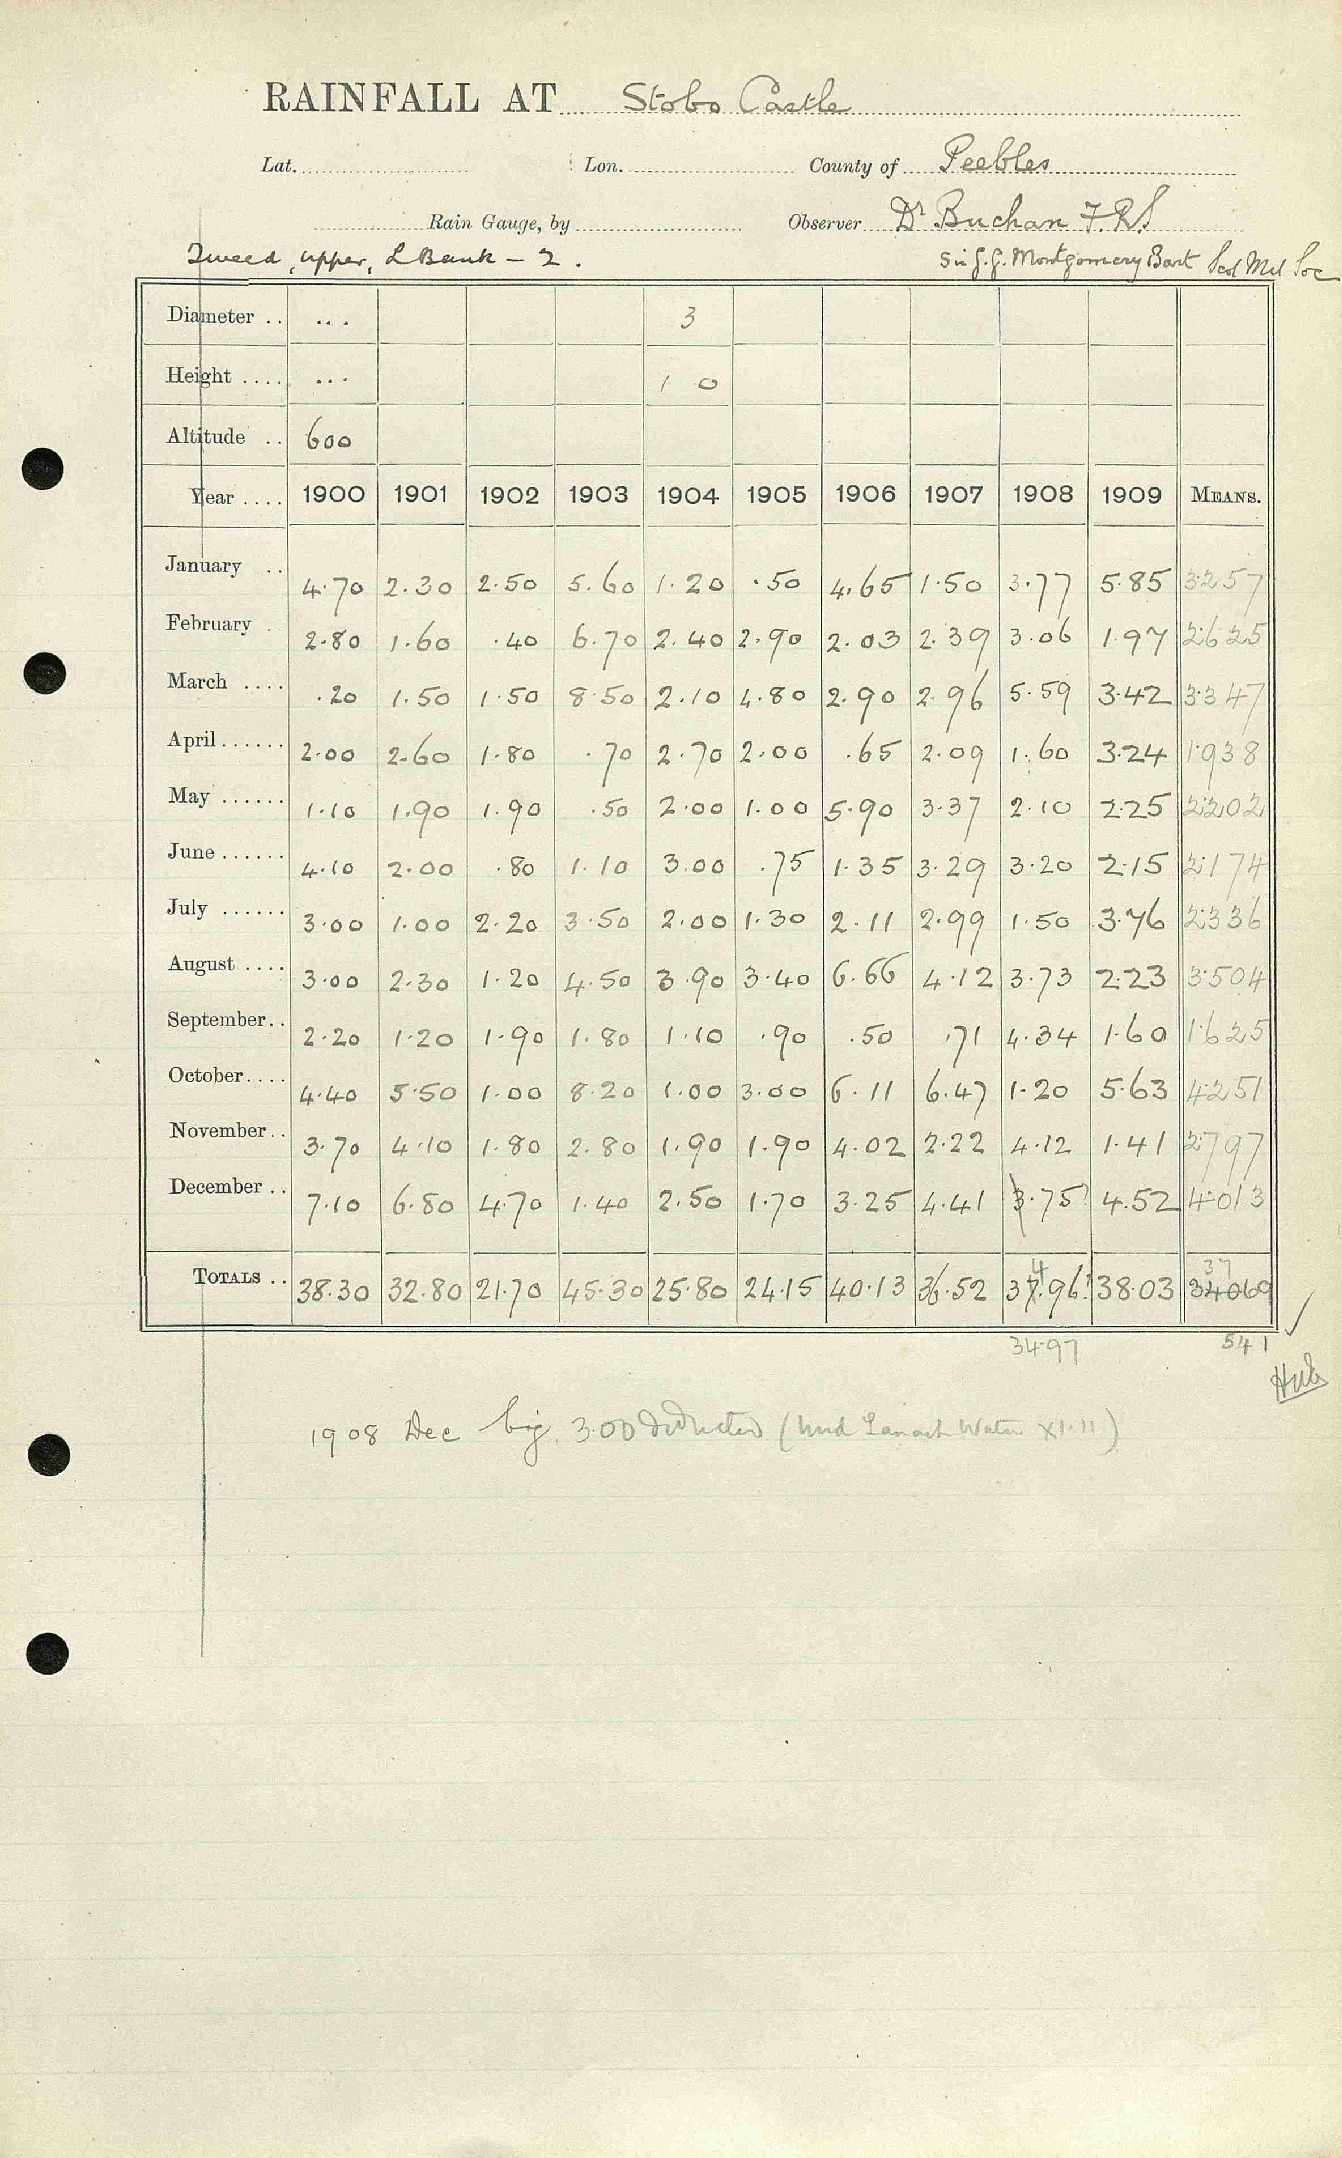 RAINFALL AT Stobo Castle
Lat. Lon. County of Peebles
Rain Gauge, by Observer Dr Buchan F.R.S
Tweed, upper, L Bank - 2. Sir G.G. Montgomery Bart Scot Met Soc
Diameter .. ... 3
Height .... ... 1 0
Altitude .. 600
Year .... 1900 1901 1902 1903 1904 1905 1906 1907 1908 1909 MEANS.
January .. 4.70 2.30 2.50 5.60 1.20 .50 4.65 1.50 3.77 5.85 3.257
February . 2.80 1.60 .40 6.70 2.40 2.90 2.03 2.39 3.06 1.97 2.625
March .... .20 1.50 1.50 8.50 2.10 4.80 2.90 2.96 5.59 3.42 3.347
April...... 2.00 2.60 1.80 .70 2.70 2.00 .65 2.09 1.60 3.24 1.938
May ...... 1.10 1.90 1.90 .50 2.00 1.00 5.90 3.37 2.10 2.25 2.202
June ...... 4.10 2.00 .80 1.10 3.00 .75 1.35 3.29 3.20 2.15 2.174
July ...... 3.00 1.00 2.20 3.50 2.00 1.30 2.11 2.99 1.50 3.76 2.336
August .... 3.00 2.30 1.20 4.50 3.90 3.40 6.66 4.12 3.73 2.23 3.504
September.. 2.20 1.20 1.90 1.80 1.10 .90 .50 .71 4.34 1.60 1.625
October.... 4.40 5.50 1.00 8.20 1.00 3.00 6.11 6.47 1.20 5.63 4.251
November.. 3.70 4.10 1.80 2.80 1.90 1.90 4.02 2.22 4.12 1.41 2.797
December .. 7.10 6.80 4.70 1.40 2.50 1.70 3.25 4.41 3.75? 4.52 4.013
4 37
TOTALS .. 38.30 32.80 21.70 45.30 25.80 24.15 40.13 36.52 37.96? 38.03 34069
34.97 541
1908 Dec big 3.00 deducted (Water XI.11)